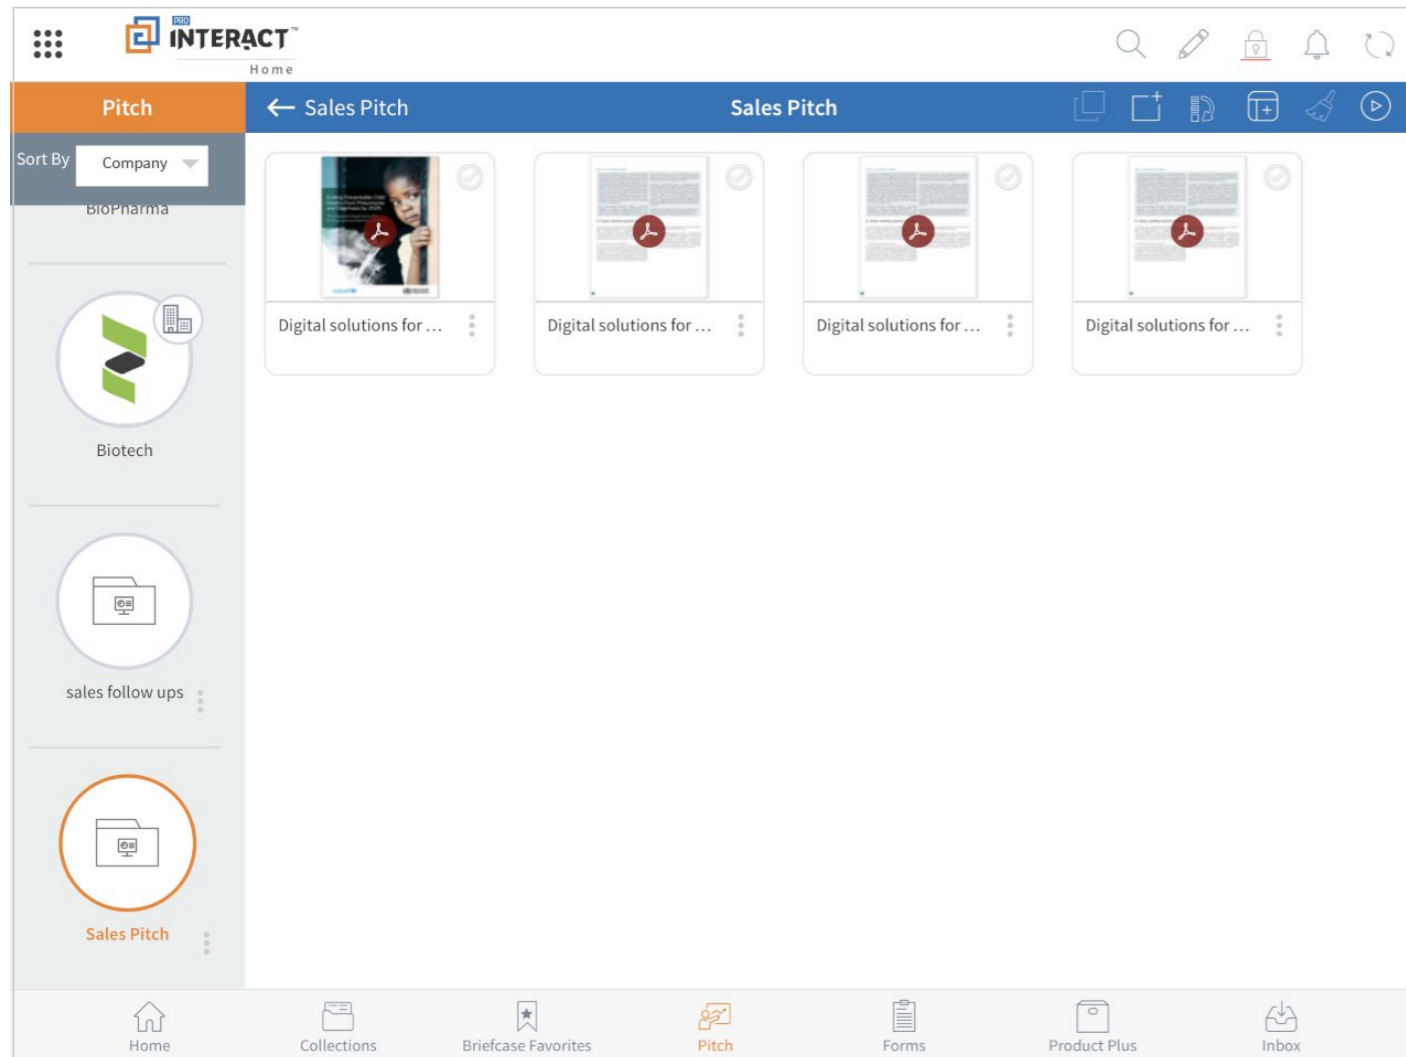 PRO
INTERACT™
Home
Pitch
← Sales Pitch
Sales Pitch
Sort By
Company
BioPharma
Biotech
sales follow ups
Sales Pitch
Digital solutions for ...
Digital solutions for ...
Digital solutions for ...
Digital solutions for ...
Home
Collections
Briefcase Favorites
Pitch
Forms
Product Plus
Inbox